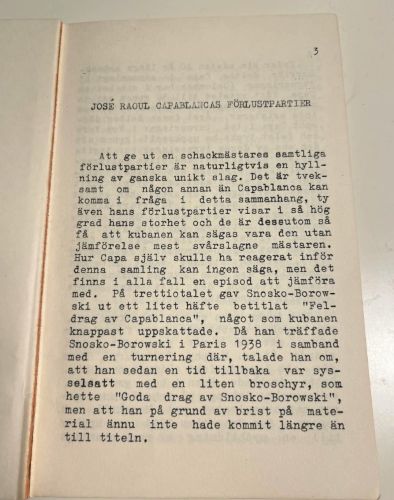 3
JOSÉ RAOUL CAPABLANCAS FÖRLUSTPARTIER
Att ge ut en schackmästares samtliga
förlustpartier är naturligtvis en hyll-
ning av ganska unikt slag. Det är tvek-
samt om någon annan än Capablanca kan
komma i fråga i detta sammanhang, ty
även hans förlustpartier visar i så hög
grad hans storhet och de är dessutom så
få att kubanen kan sägas vara den utan
jämförelse mest svårslagne mästaren.
Hur Capa själv skulle ha reagerat inför
denna samling kan ingen säga, men det
finns i alla fall en episod att jämföra
med. På trettiotalet gav Snosko-Borow-
ski ut ett litet häfte betitlat "Fel-
drag av Capablanca", något som kubanen
knappast uppskattade. Då han träffade
Snosko-Borowski i Paris 1938 i samband
med en turnering där, talade han om,
att han sedan en tid tillbaka var sys-
selsatt med en liten broschyr, som
hette "Goda drag av Snosko-Borowski",
men att han på grund av brist på mate-
rial ännu inte hade kommit längre än
till titeln.